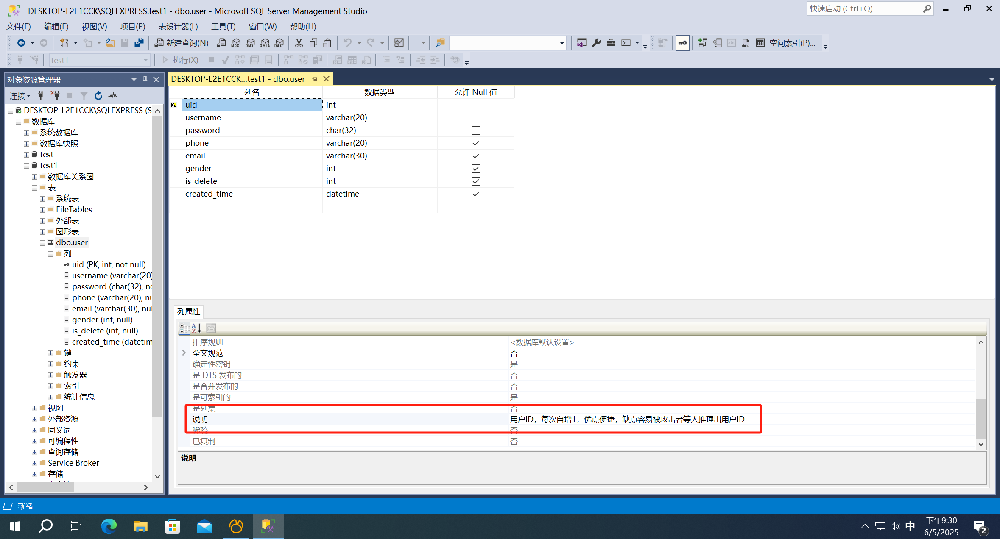 DESKTOP-L2E1CCK\SQLEXPRESS.test1 - dbo.user - Microsoft SQL Server Management Studio
快速启动 (Ctrl+Q)
文件(F) 编辑(E) 视图(V) 项目(P) 表设计器(L) 工具(T) 窗口(W) 帮助(H)
新建查询(N) MDX DMX XMLA DAX 空间索引(P)...
test1 执行(X)
对象资源管理器
连接
DESKTOP-L2E1CCK\SQLEXPRESS (S
数据库
系统数据库
数据库快照
test
test1
数据库关系图
表
系统表
FileTables
外部表
图形表
dbo.user
列
uid (PK, int, not null)
username (varchar(20)
password (char(32), no
phone (varchar(20), nu
email (varchar(30), nul
gender (int, null)
is_delete (int, null)
created_time (datetim
键
约束
触发器
索引
统计信息
视图
外部资源
同义词
可编程性
查询存储
Service Broker
存储
DESKTOP-L2E1CCK...test1 - dbo.user
列名 数据类型 允许 Null 值
uid int
username varchar(20)
password char(32)
phone varchar(20)
email varchar(30)
gender int
is_delete int
created_time datetime
列属性
排序规则 <数据库默认设置>
全文规范 否
确定性密钥 是
是 DTS 发布的 否
是合并发布的 否
是可索引的 是
是列集 否
说明 用户ID，每次自增1，优点便捷，缺点容易被攻击者等人推理出用户ID
稀疏 否
已复制 否
说明
就绪
中
下午9:30
6/5/2025
2